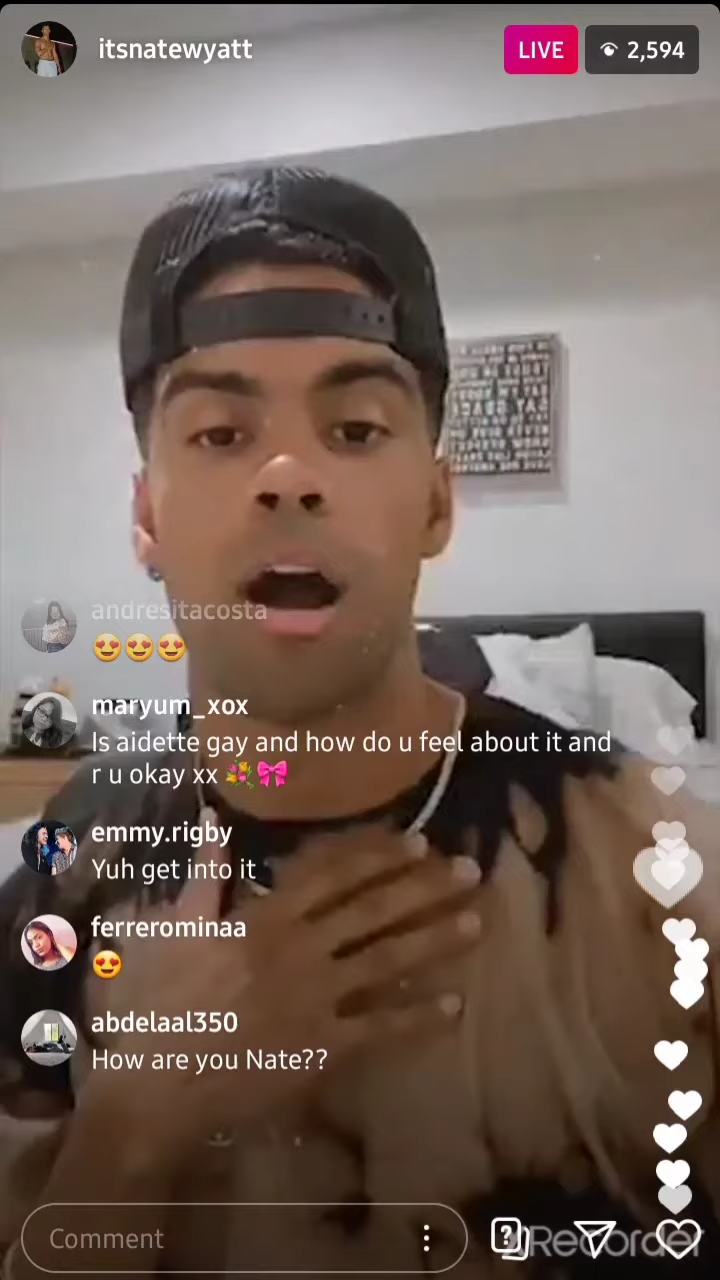 itsnatewyatt
LIVE
2,594
andresitacosta
😍😍😍
maryum_xox
Is aidette gay and how do u feel about it and
r u okay xx 💐🎀
emmy.rigby
Yuh get into it
ferrerominaa
😍
abdelaal350
How are you Nate??
Comment
Recorder